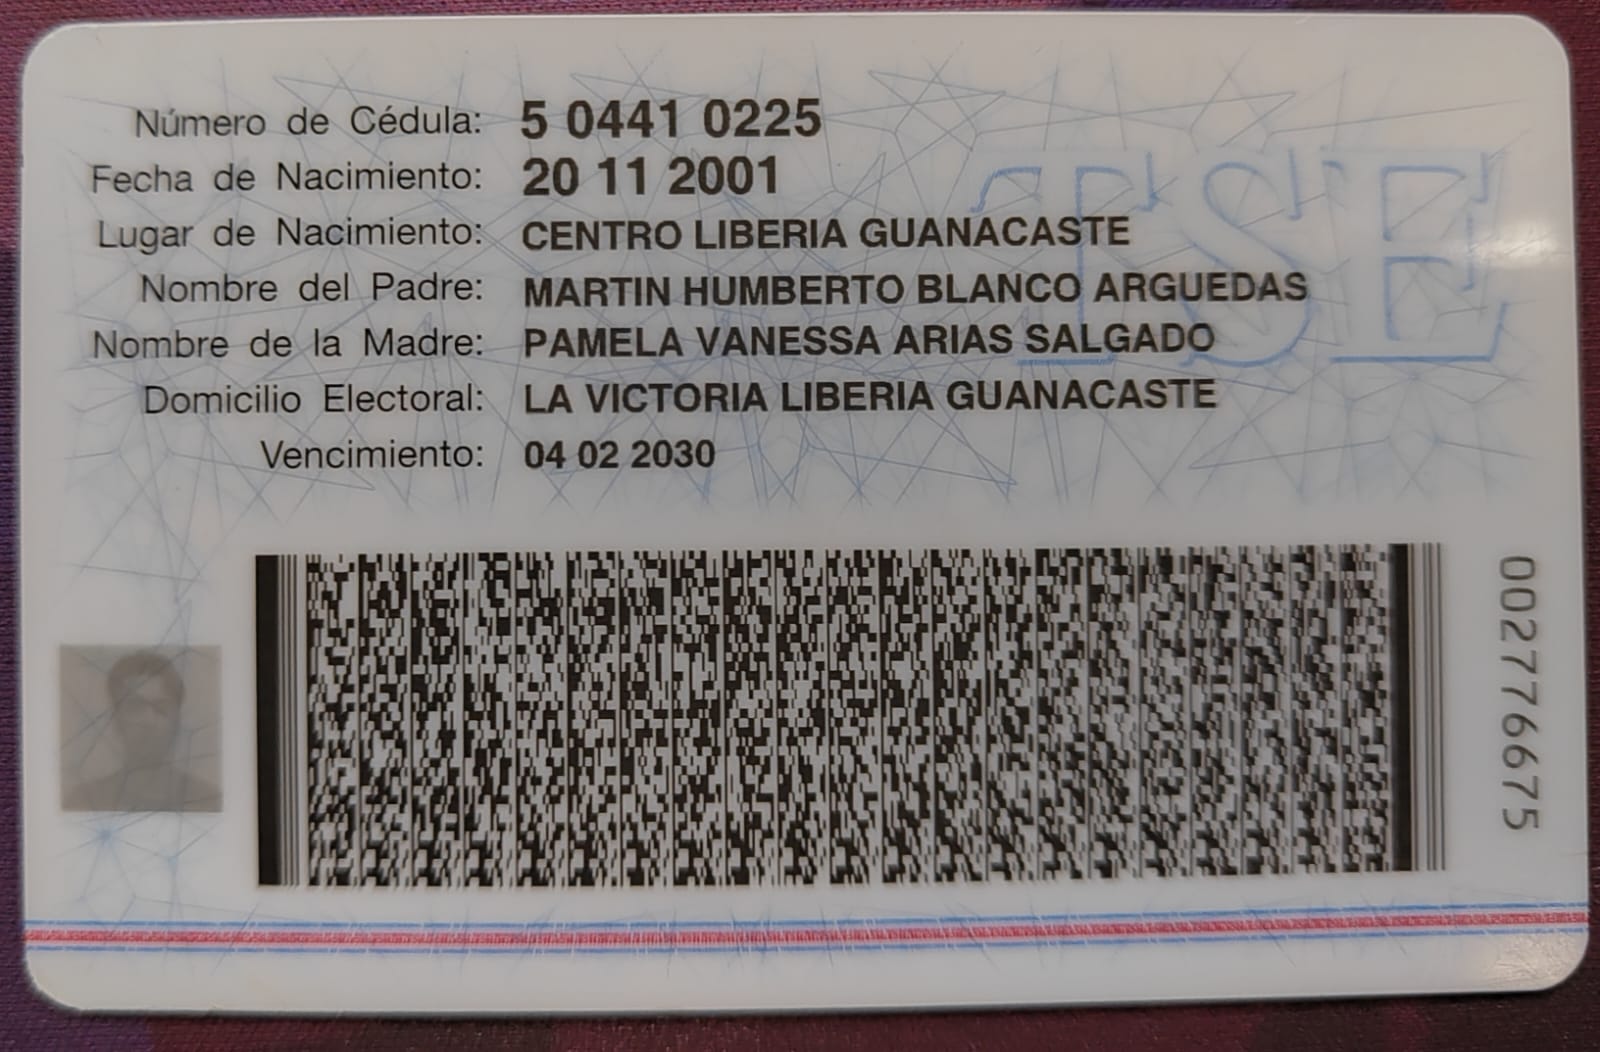 Número de Cédula: 5 0441 0225
Fecha de Nacimiento: 20 11 2001
Lugar de Nacimiento: CENTRO LIBERIA GUANACASTE
Nombre del Padre: MARTIN HUMBERTO BLANCO ARGUEDAS
Nombre de la Madre: PAMELA VANESSA ARIAS SALGADO
Domicilio Electoral: LA VICTORIA LIBERIA GUANACASTE
Vencimiento: 04 02 2030
TSE
002776675